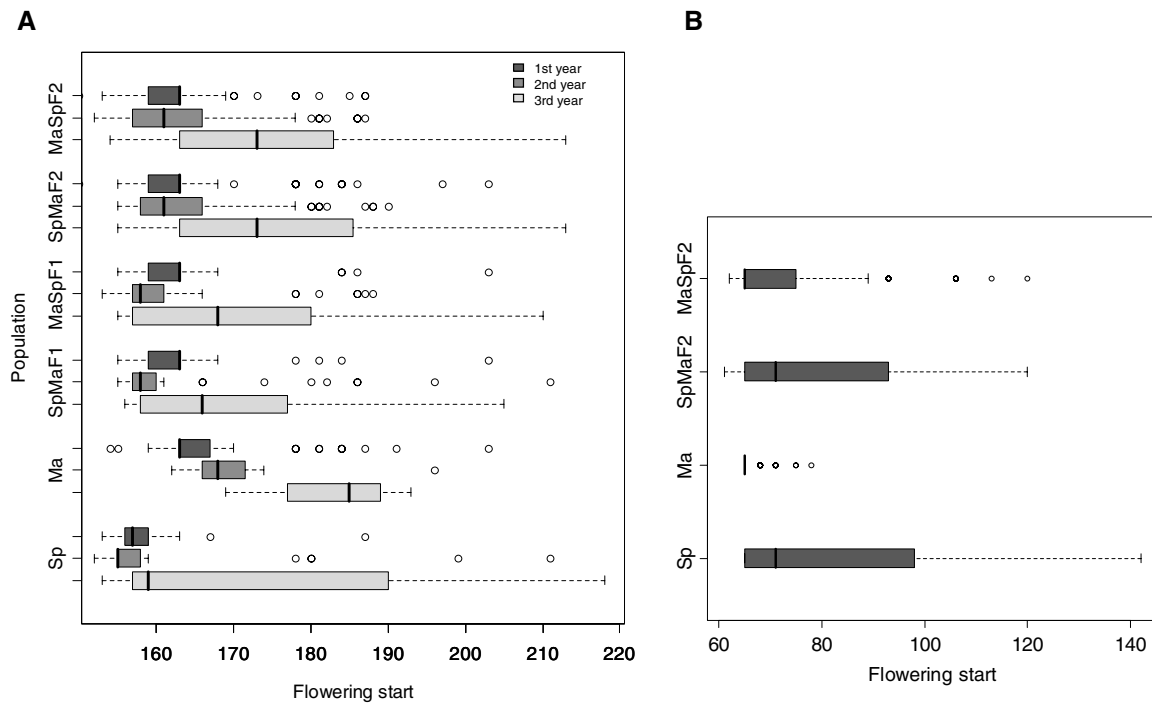 A
1st year
2nd year
3rd year
MaSpF2
SpMaF2
MaSpF1
SpMaF1
Ma
Sp
Population
160 170 180 190 200 210 220
Flowering start
B
MaSpF2
SpMaF2
Ma
Sp
60 80 100 120 140
Flowering start